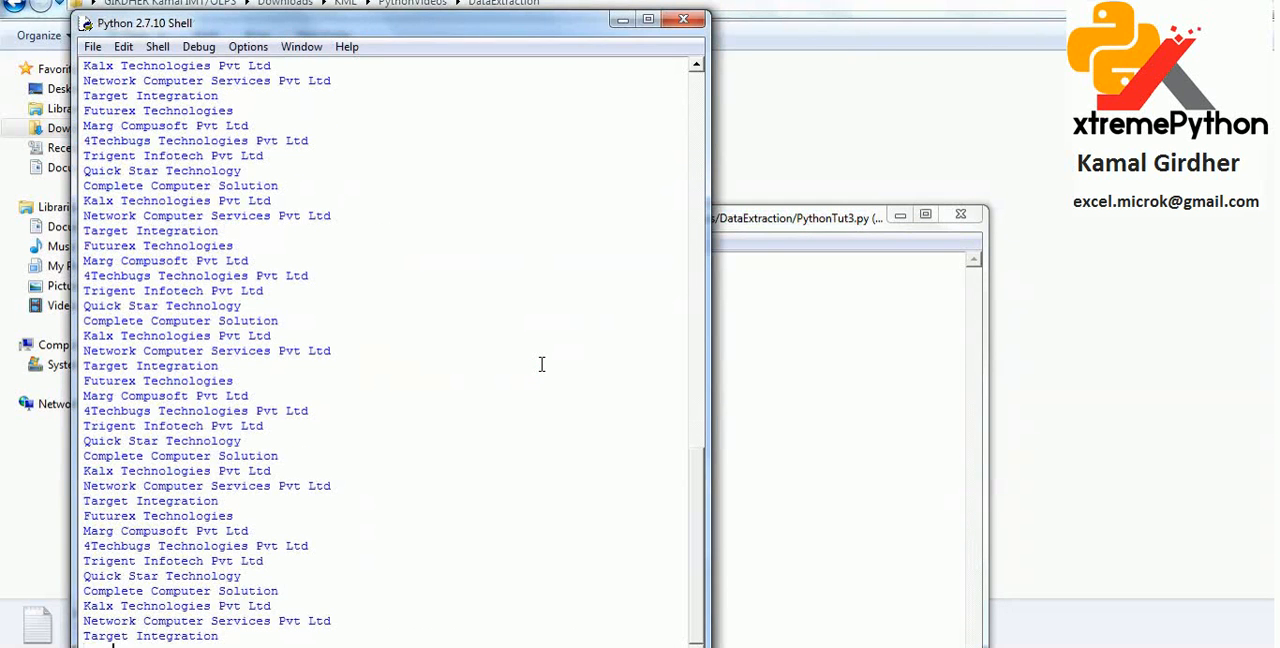 GIRDHER Kamal IMT/OLPS
Downloads
KML
PythonVideos
DataExtraction
Python 2.7.10 Shell
File Edit Shell Debug Options Window Help
Organize
Favori
Desk
Libra
Dow
Rece
Docu
Librari
Docu
Musi
My P
Pictu
Vide
Comp
Syste
Netwo
Kalx Technologies Pvt Ltd
Network Computer Services Pvt Ltd
Target Integration
Futurex Technologies
Marg Compusoft Pvt Ltd
4Techbugs Technologies Pvt Ltd
Trigent Infotech Pvt Ltd
Quick Star Technology
Complete Computer Solution
Kalx Technologies Pvt Ltd
Network Computer Services Pvt Ltd
Target Integration
Futurex Technologies
Marg Compusoft Pvt Ltd
4Techbugs Technologies Pvt Ltd
Trigent Infotech Pvt Ltd
Quick Star Technology
Complete Computer Solution
Kalx Technologies Pvt Ltd
Network Computer Services Pvt Ltd
Target Integration
Futurex Technologies
Marg Compusoft Pvt Ltd
4Techbugs Technologies Pvt Ltd
Trigent Infotech Pvt Ltd
Quick Star Technology
Complete Computer Solution
Kalx Technologies Pvt Ltd
Network Computer Services Pvt Ltd
Target Integration
Futurex Technologies
Marg Compusoft Pvt Ltd
4Techbugs Technologies Pvt Ltd
Trigent Infotech Pvt Ltd
Quick Star Technology
Complete Computer Solution
Kalx Technologies Pvt Ltd
Network Computer Services Pvt Ltd
Target Integration
s/DataExtraction/PythonTut3.py (...
xtremePython
Kamal Girdher
excel.microk@gmail.com